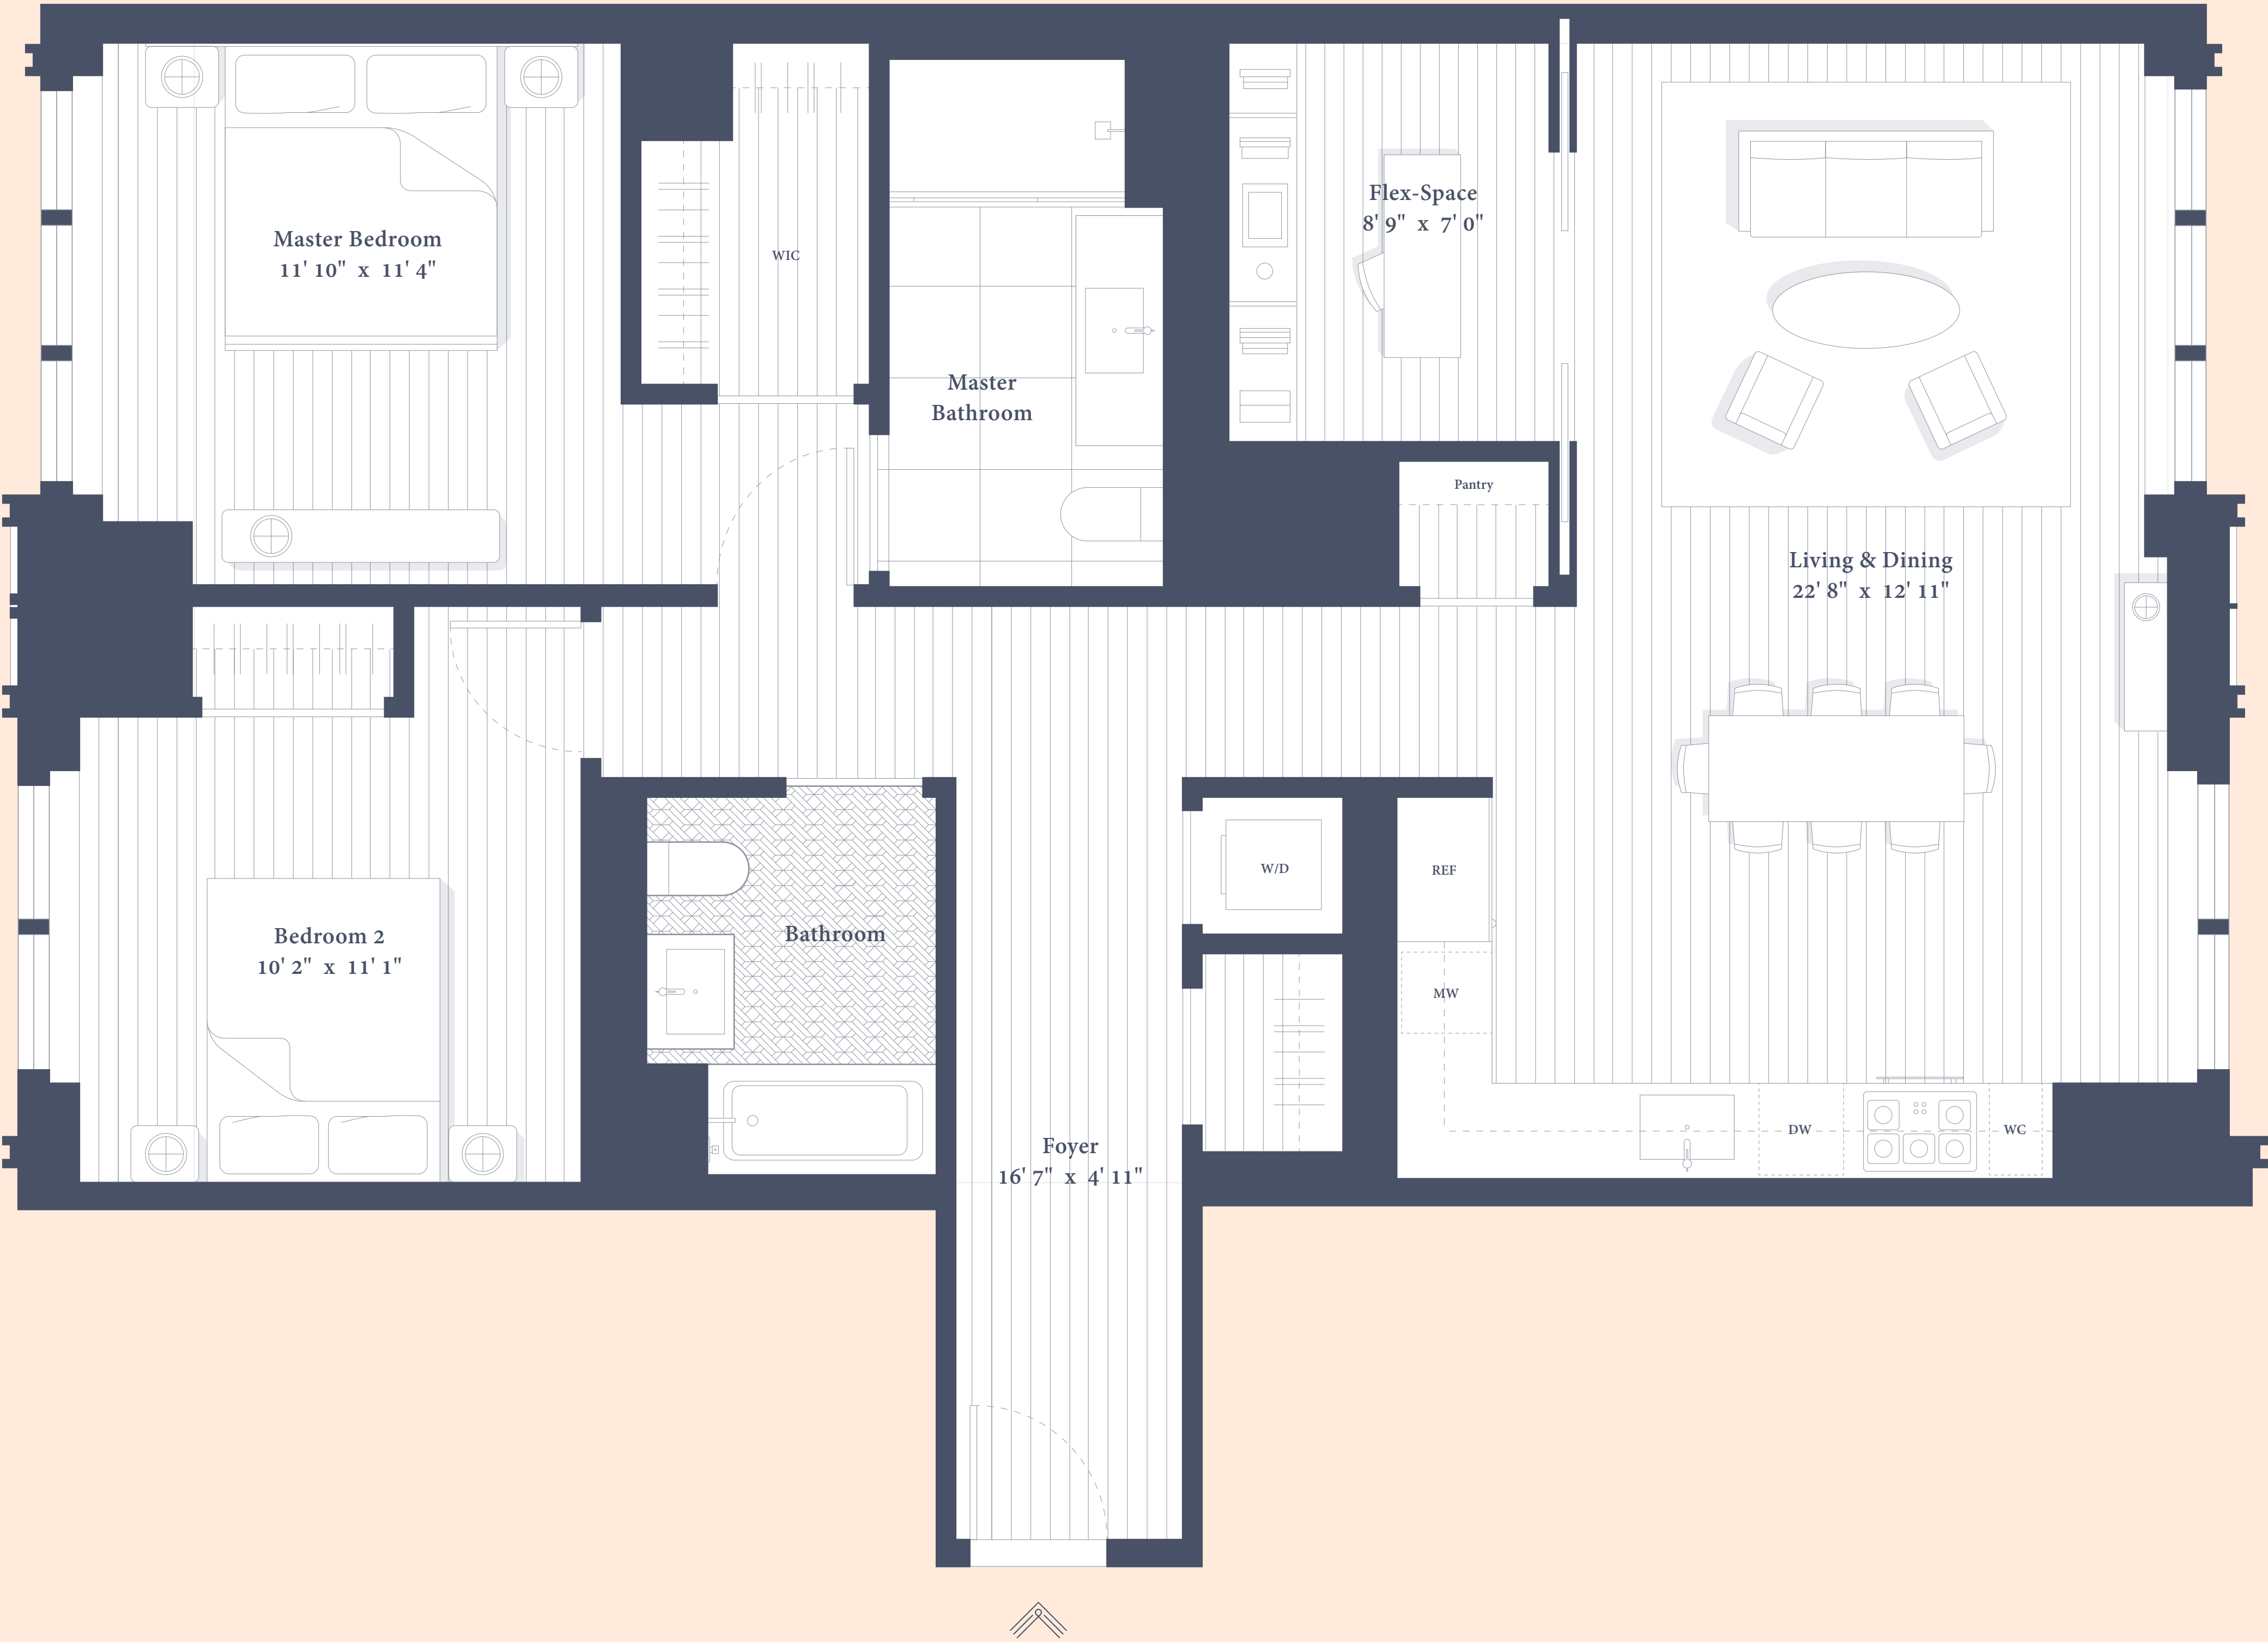 Master Bedroom
11' 10" x 11' 4"
WIC
Master
Bathroom
Flex-Space
8' 9" x 7' 0"
Pantry
Living & Dining
22' 8" x 12' 11"
Bedroom 2
10' 2" x 11' 1"
Bathroom
W/D
REF
MW
Foyer
16' 7" x 4' 11"
DW
WC